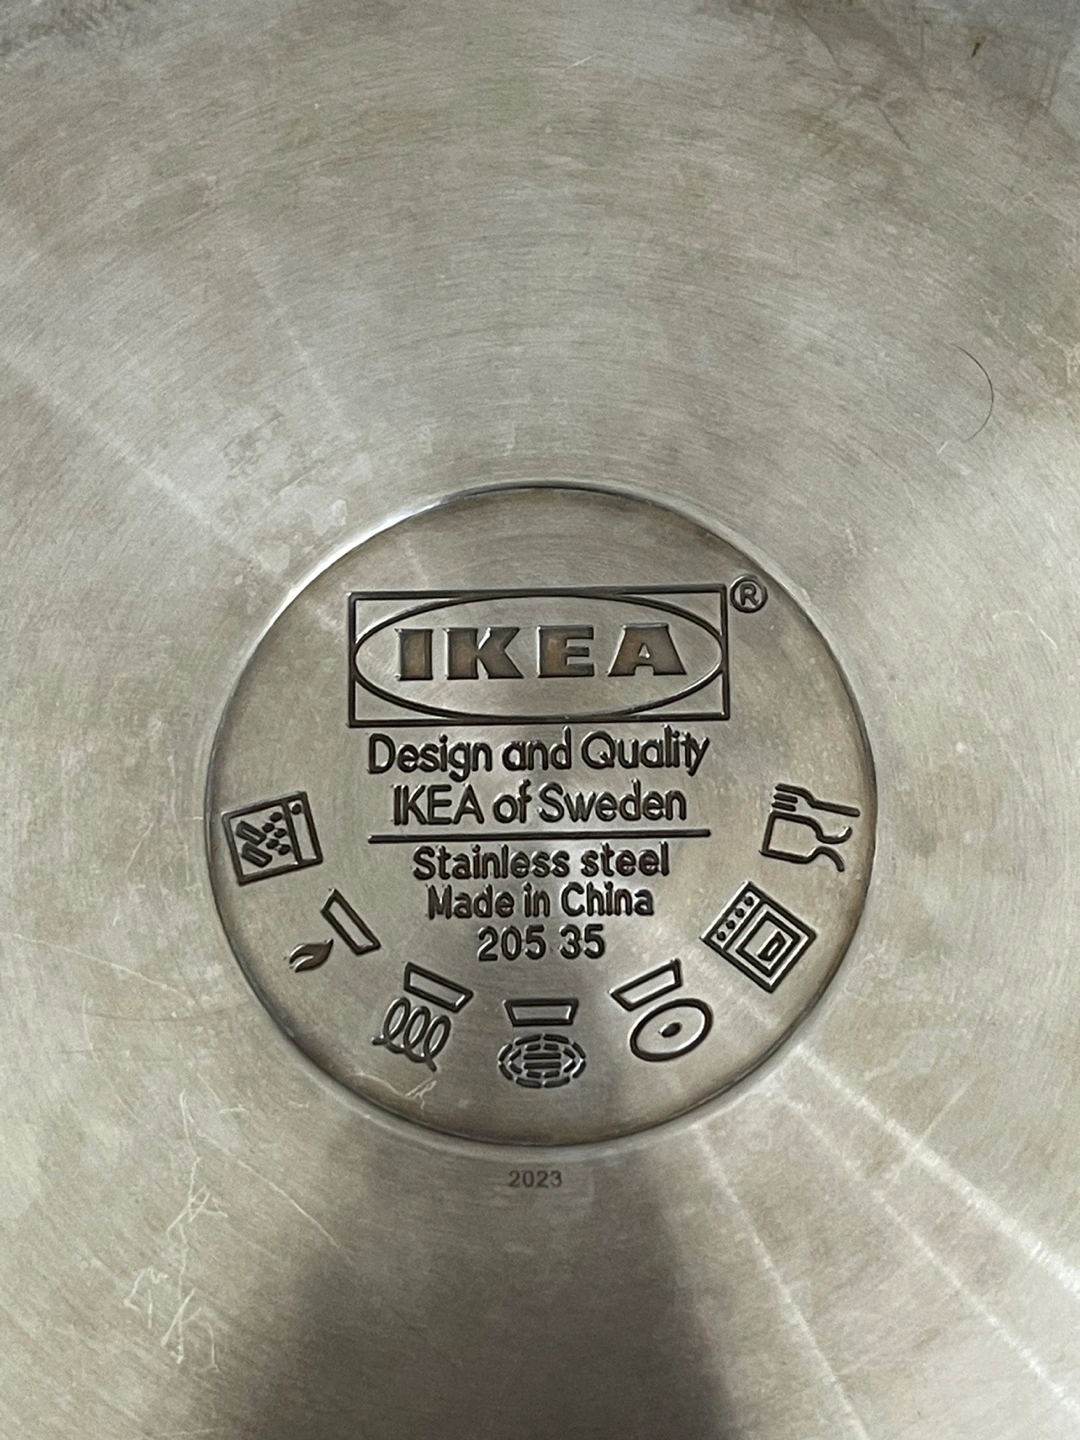 IKEA®
Design and Quality
IKEA of Sweden
Stainless steel
Made in China
205 35
2023